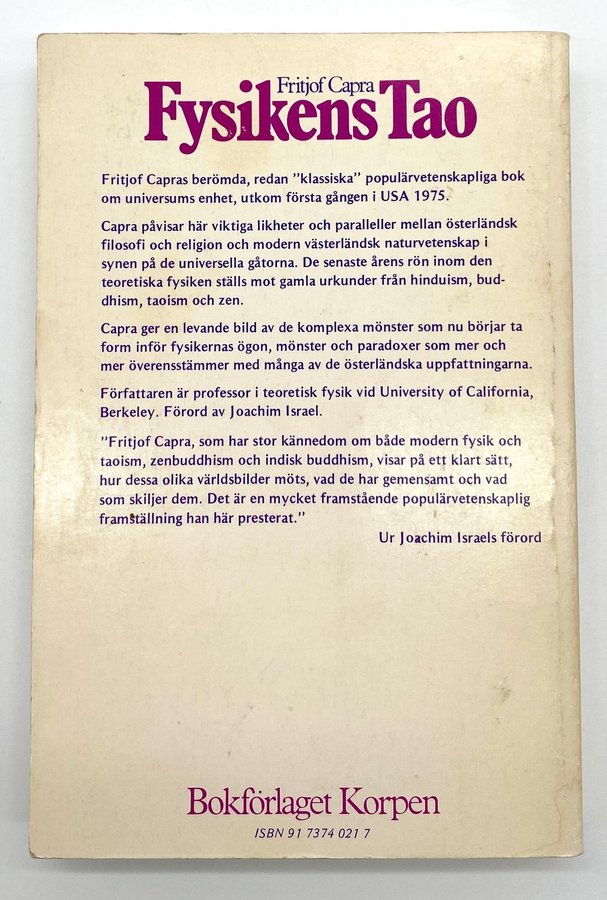 Fritjof Capra
Fysikens Tao
Fritjof Capras berömda, redan ”klassiska” populärvetenskapliga bok
om universums enhet, utkom första gången i USA 1975.
Capra påvisar här viktiga likheter och paralleller mellan österländsk
filosofi och religion och modern västerländsk naturvetenskap i
synen på de universella gåtorna. De senaste årens rön inom den
teoretiska fysiken ställs mot gamla urkunder från hinduism, bud-
dhism, taoism och zen.
Capra ger en levande bild av de komplexa mönster som nu börjar ta
form inför fysikernas ögon, mönster och paradoxer som mer och
mer överensstämmer med många av de österländska uppfattningarna.
Författaren är professor i teoretisk fysik vid University of California,
Berkeley. Förord av Joachim Israel.
”Fritjof Capra, som har stor kännedom om både modern fysik och
taoism, zenbuddhism och indisk buddhism, visar på ett klart sätt,
hur dessa olika världsbilder möts, vad de har gemensamt och vad
som skiljer dem. Det är en mycket framstående populärvetenskaplig
framställning han här presterat.”
Ur Joachim Israels förord
Bokförlaget Korpen
ISBN 91 7374 021 7